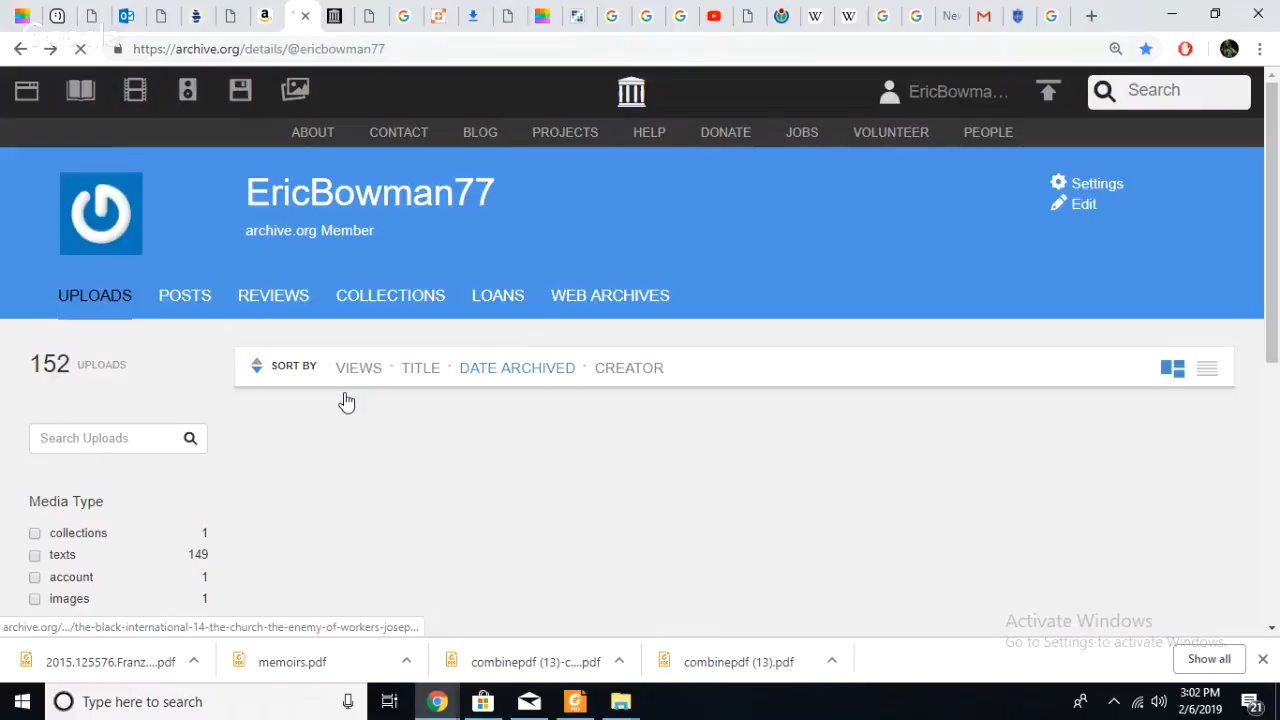 New
https://archive.org/details/@ericbowman77
EricBowma...
Search
ABOUT CONTACT BLOG PROJECTS HELP DONATE JOBS VOLUNTEER PEOPLE
EricBowman77
archive.org Member
Settings
Edit
UPLOADS POSTS REVIEWS COLLECTIONS LOANS WEB ARCHIVES
152 UPLOADS
SORT BY VIEWS · TITLE · DATE ARCHIVED · CREATOR
Search Uploads
Media Type
collections 1
texts 149
account 1
images 1
archive.org/.../the-black-international-14-the-church-the-enemy-of-workers-josep...
Activate Windows
Go to Settings to activate Windows.
2015.125576.Franz....pdf memoirs.pdf combinepdf (13)-c....pdf combinepdf (13).pdf Show all
Type here to search
3:02 PM
2/6/2019
21